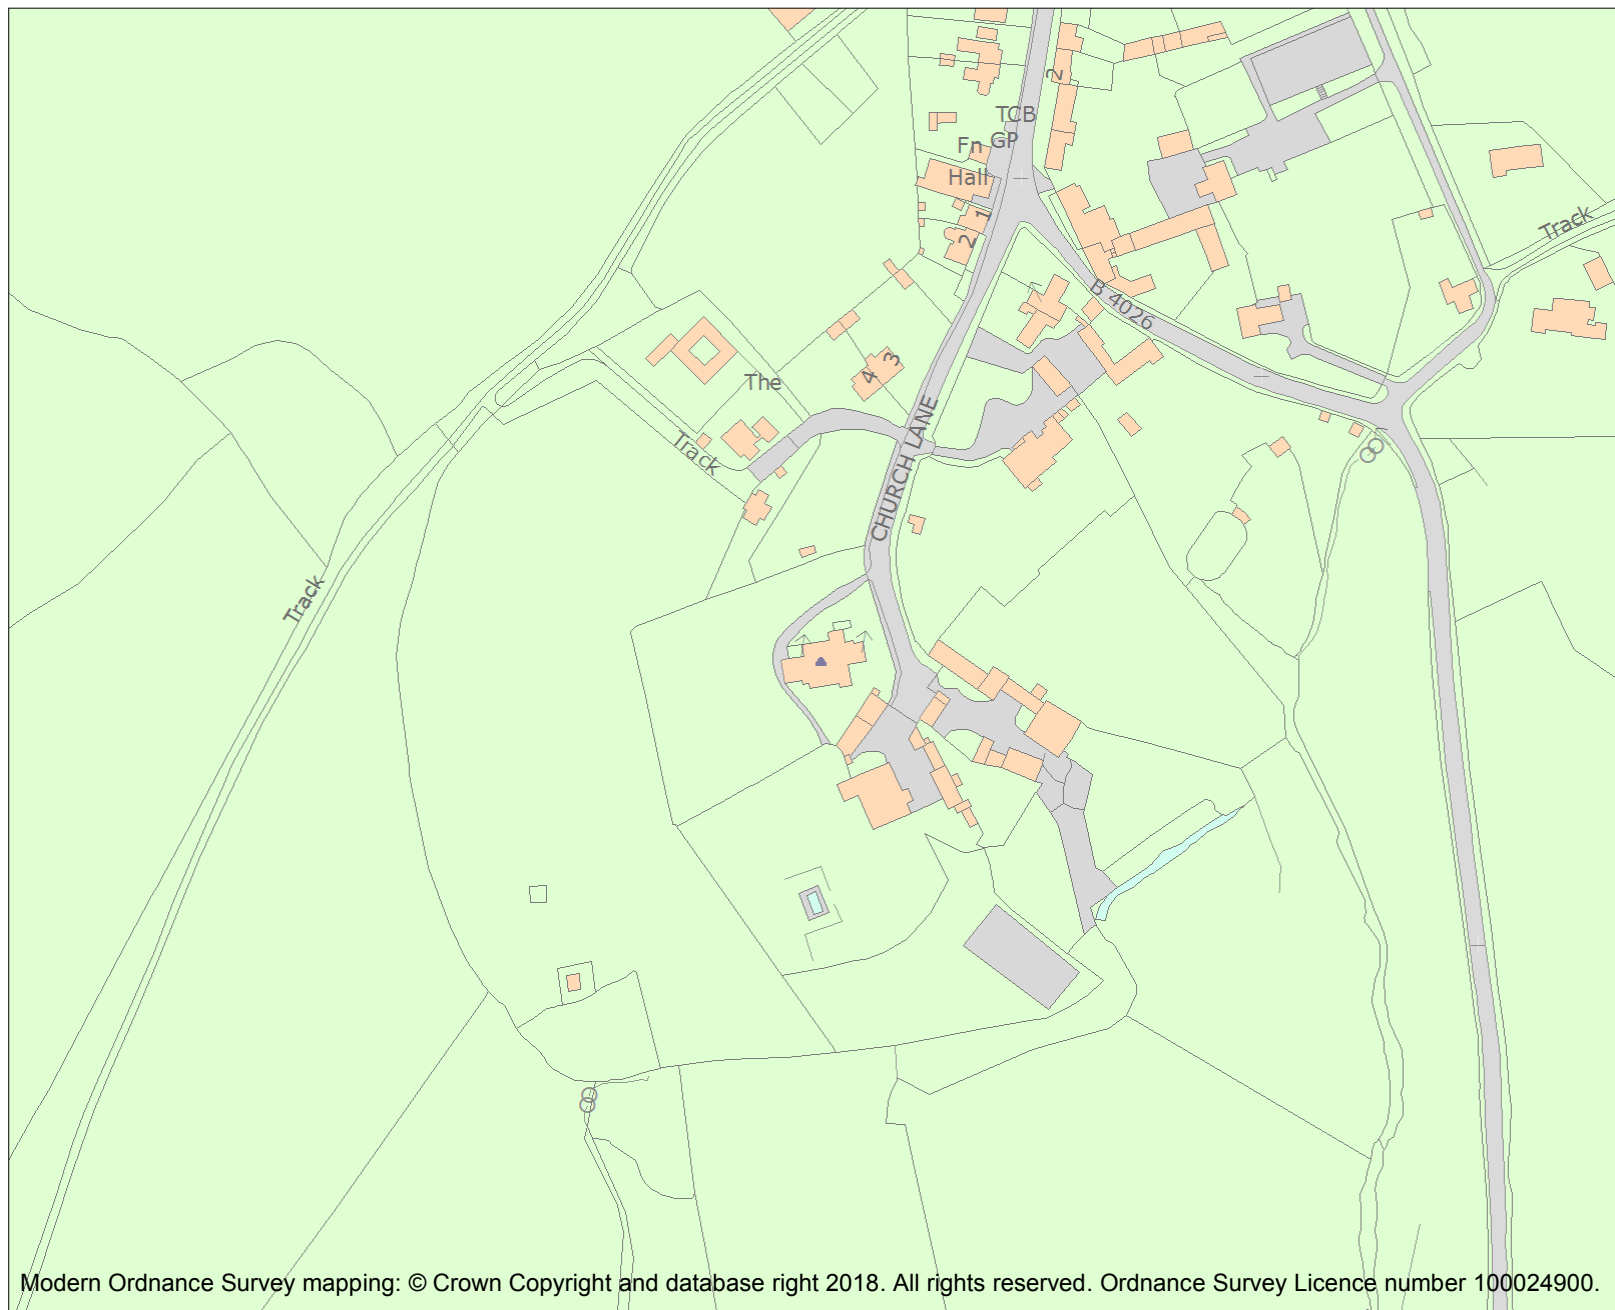 2
TCB
GP
Fn
Hall
1
2
Track
B 4026
3
4
The
CHURCH LANE
Track
Track
Modern Ordnance Survey mapping: © Crown Copyright and database right 2018. All rights reserved. Ordnance Survey Licence number 100024900.